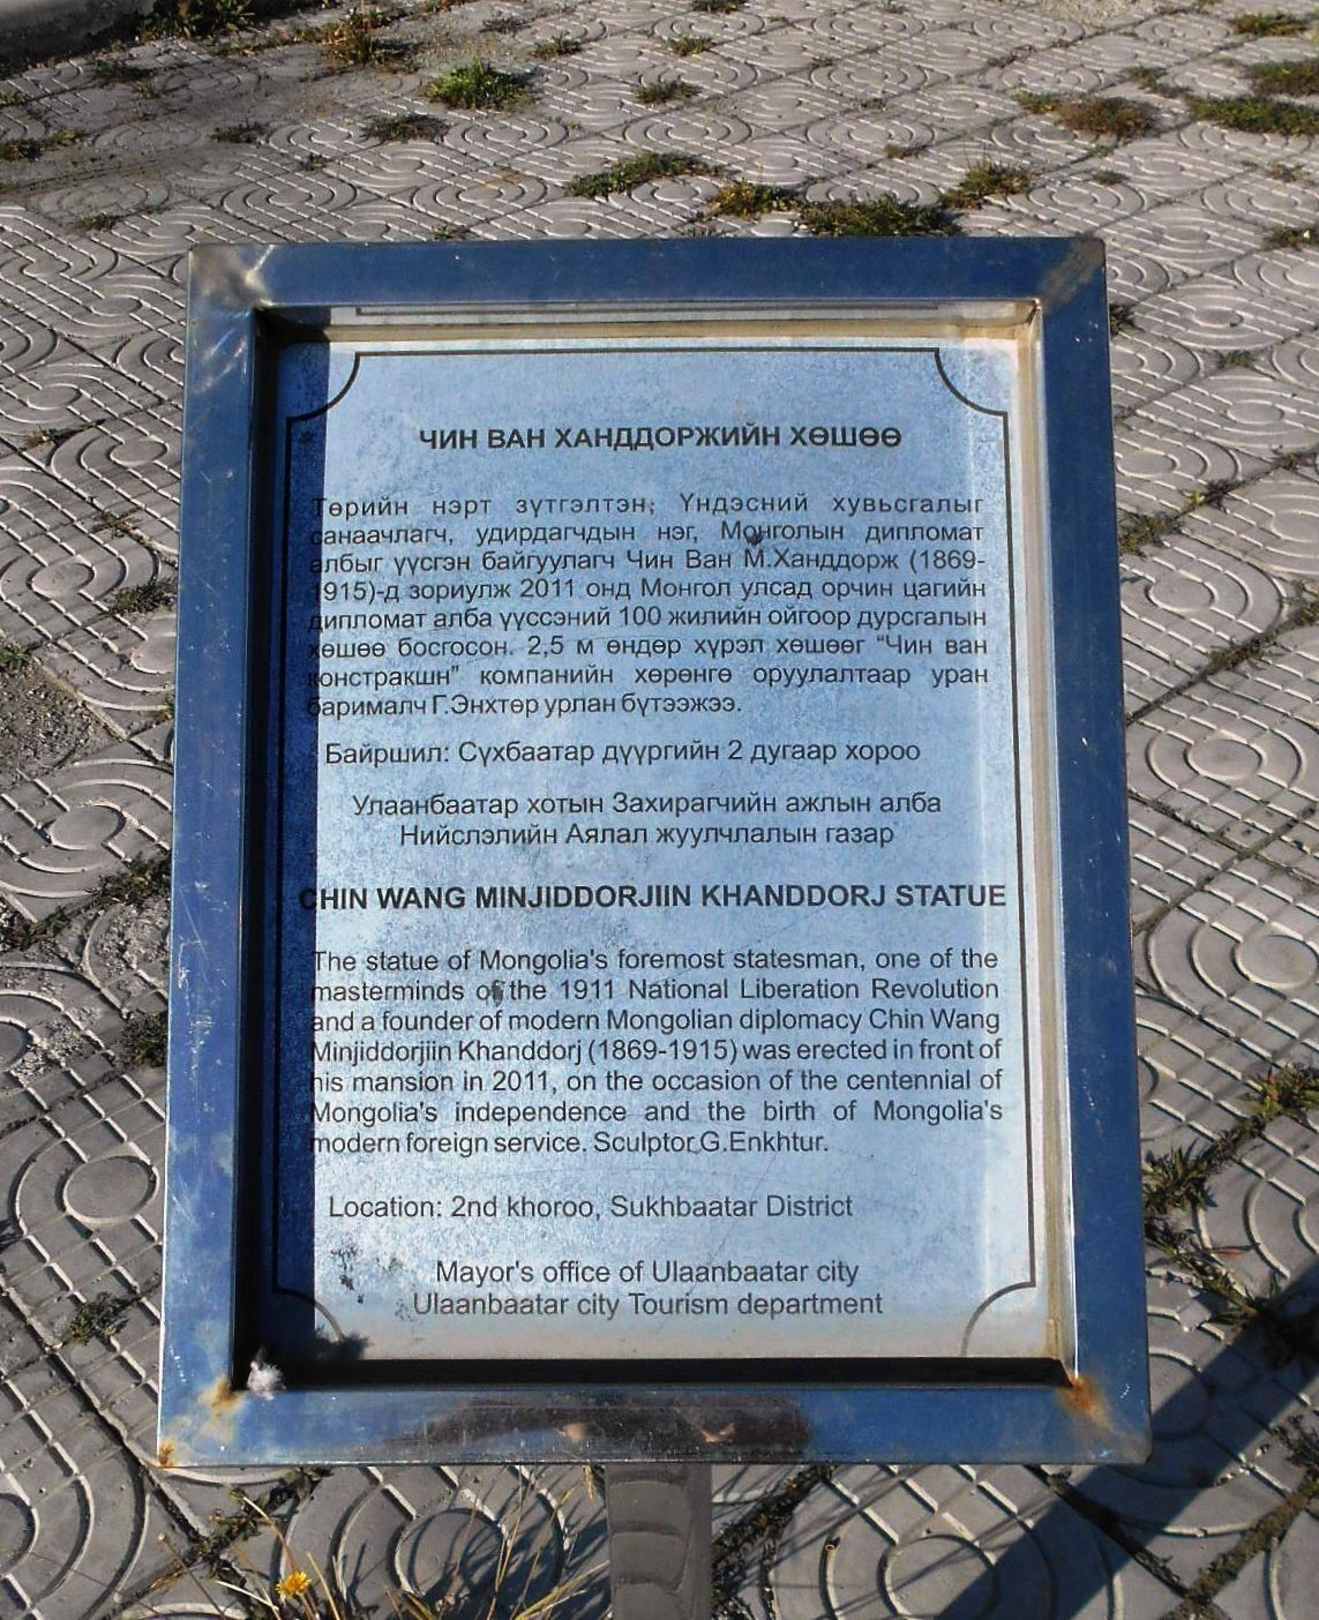 ЧИН ВАН ХАНДДОРЖИЙН ХӨШӨӨ
Төрийн нэрт зүтгэлтэн, Үндэсний хувьсгалыг
санаачлагч, удирдагчдын нэг, Монголын дипломат
албыг үүсгэн байгуулагч Чин Ван М.Ханддорж (1869-
1915)-д зориулж 2011 онд Монгол улсад орчин цагийн
дипломат алба үүссэний 100 жилийн ойгоор дурсгалын
хөшөө босгосон. 2,5 м өндөр хүрэл хөшөөг “Чин ван
констракшн” компанийн хөрөнгө оруулалтаар уран
барималч Г.Энхтөр урлан бүтээжээ.
Байршил: Сүхбаатар дүүргийн 2 дугаар хороо
Улаанбаатар хотын Захирагчийн ажлын алба
Нийслэлийн Аялал жуулчлалын газар
CHIN WANG MINJIDDORJIIN KHANDDORJ STATUE
The statue of Mongolia's foremost statesman, one of the
masterminds of the 1911 National Liberation Revolution
and a founder of modern Mongolian diplomacy Chin Wang
Minjiddorjiin Khanddorj (1869-1915) was erected in front of
his mansion in 2011, on the occasion of the centennial of
Mongolia's independence and the birth of Mongolia's
modern foreign service. Sculptor G.Enkhtur.
Location: 2nd khoroo, Sukhbaatar District
Mayor's office of Ulaanbaatar city
Ulaanbaatar city Tourism department